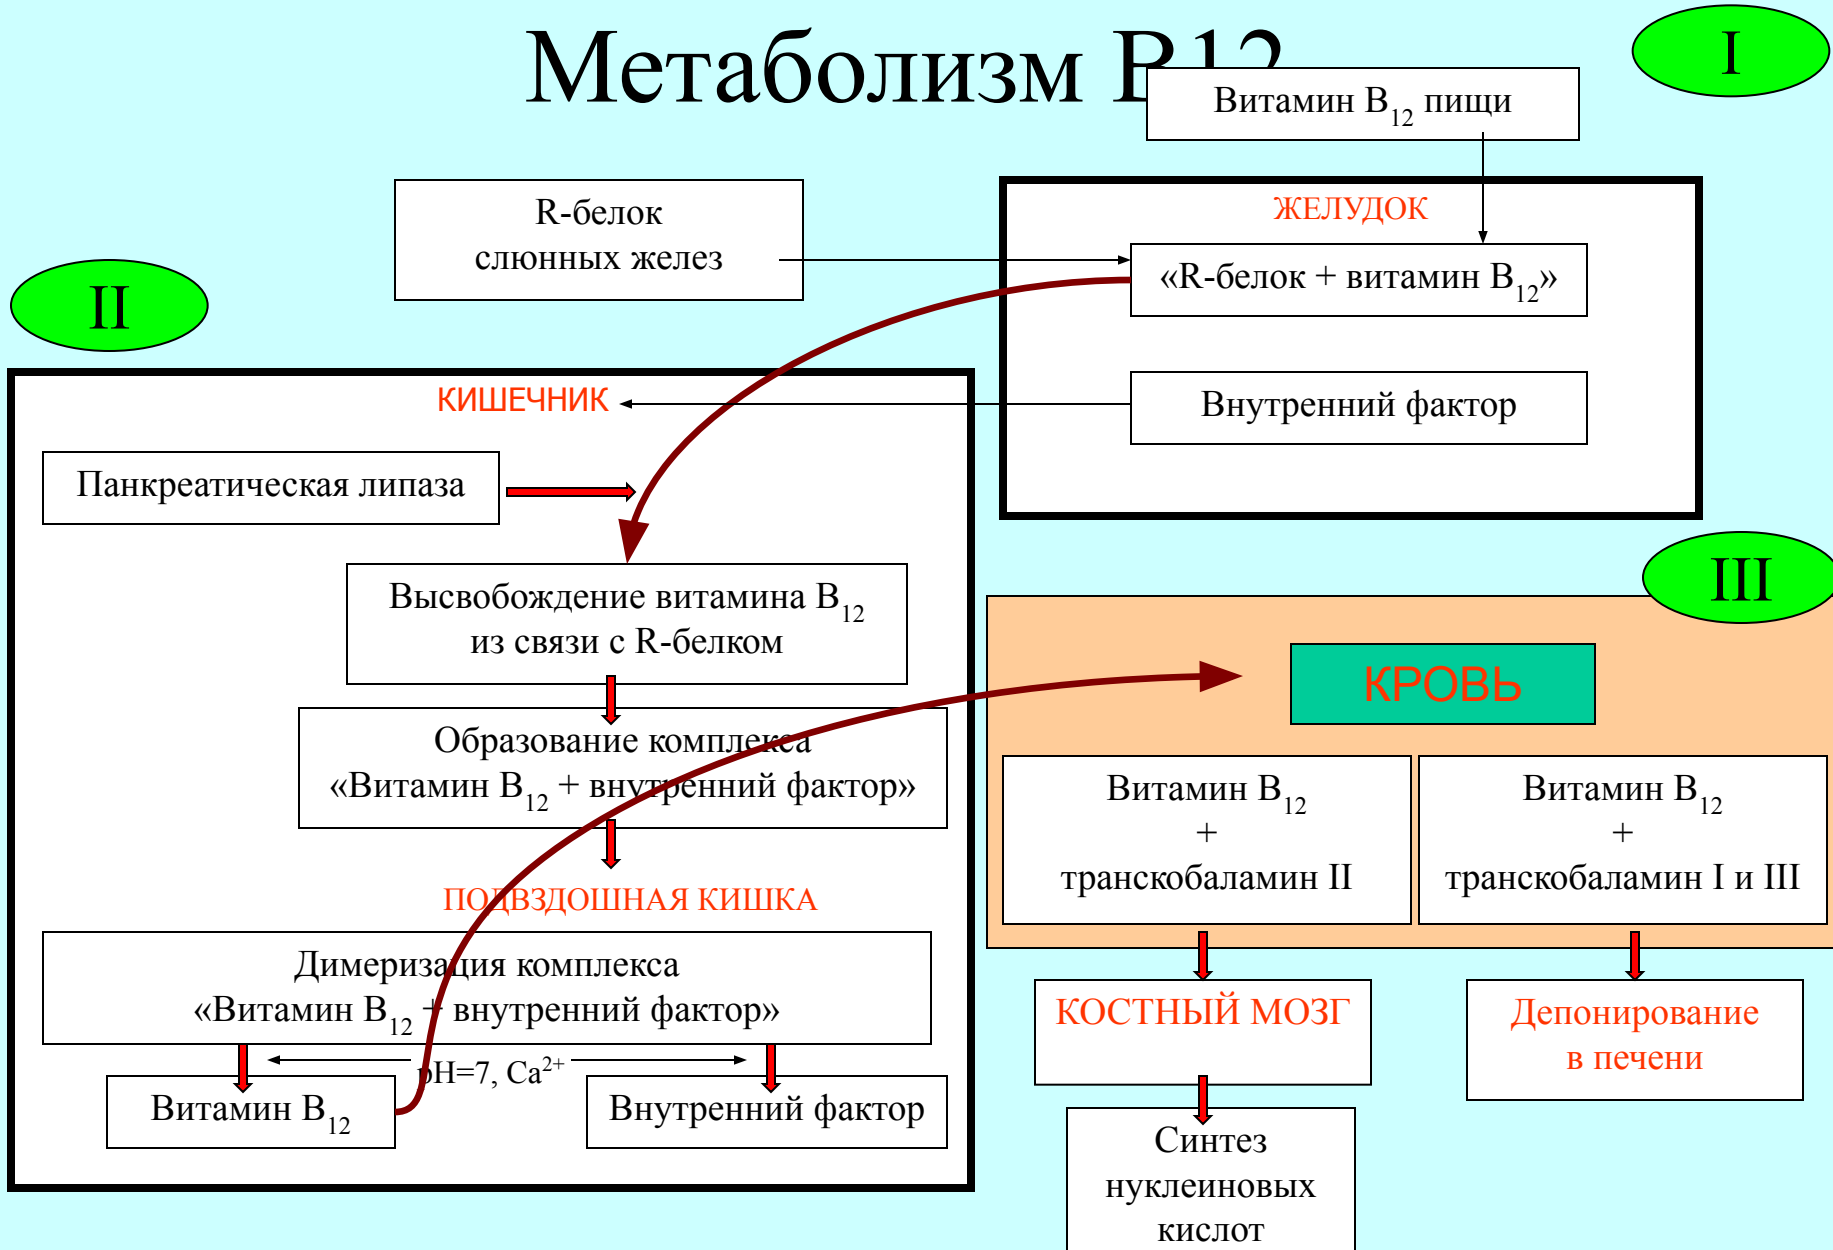 Метаболизм В12
I
Витамин В12 пищи
R-белок
слюнных желез
ЖЕЛУДОК
«R-белок + витамин В12»
Внутренний фактор
II
КИШЕЧНИК
Панкреатическая липаза
Высвобождение витамина В12
из связи с R-белком
Образование комплекса
«Витамин В12 + внутренний фактор»
ПОДВЗДОШНАЯ КИШКА
Димеризация комплекса
«Витамин В12 + внутренний фактор»
pH=7, Ca2+
Витамин В12
Внутренний фактор
III
КРОВЬ
Витамин В12
+
транскобаламин II
Витамин В12
+
транскобаламин I и III
КОСТНЫЙ МОЗГ
Депонирование
в печени
Синтез
нуклеиновых
кислот